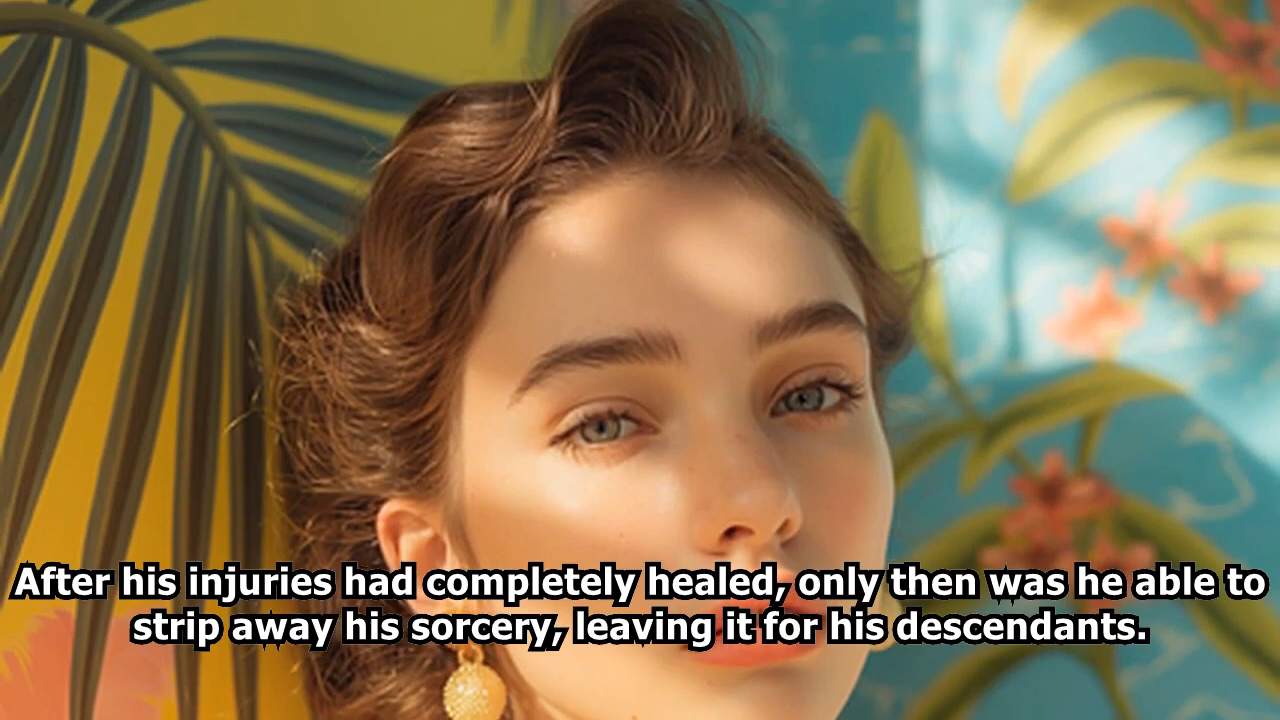 After his injuries had completely healed, only then was he able to
strip away his sorcery, leaving it for his descendants.